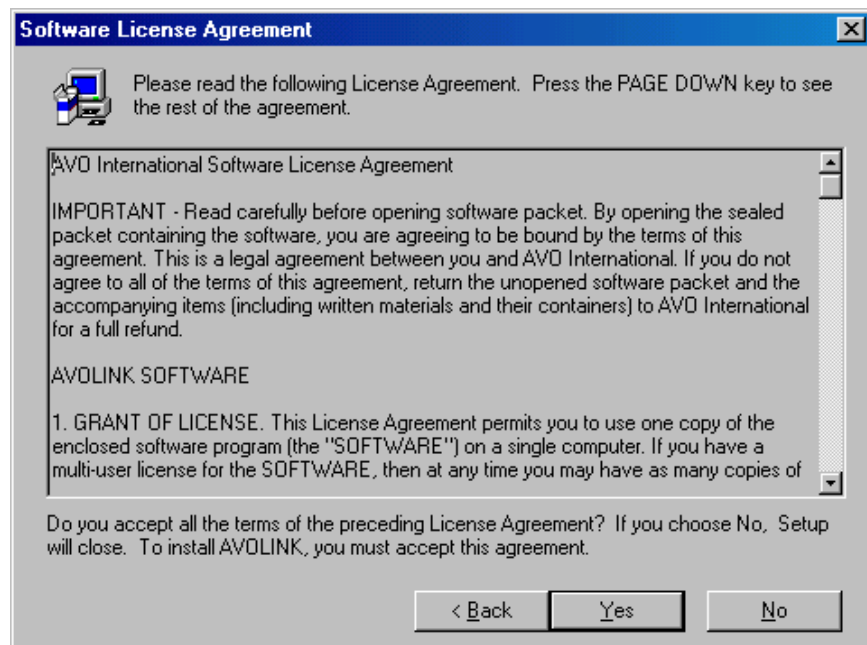 Software License Agreement
Please read the following License Agreement. Press the PAGE DOWN key to see
the rest of the agreement.
AVO International Software License Agreement
IMPORTANT - Read carefully before opening software packet. By opening the sealed
packet containing the software, you are agreeing to be bound by the terms of this
agreement. This is a legal agreement between you and AVO International. If you do not
agree to all of the terms of this agreement, return the unopened software packet and the
accompanying items (including written materials and their containers) to AVO International
for a full refund.
AVOLINK SOFTWARE
1. GRANT OF LICENSE. This License Agreement permits you to use one copy of the
enclosed software program (the "SOFTWARE") on a single computer. If you have a
multi-user license for the SOFTWARE, then at any time you may have as many copies of
Do you accept all the terms of the preceding License Agreement? If you choose No, Setup
will close. To install AVOLINK, you must accept this agreement.
< Back Yes No